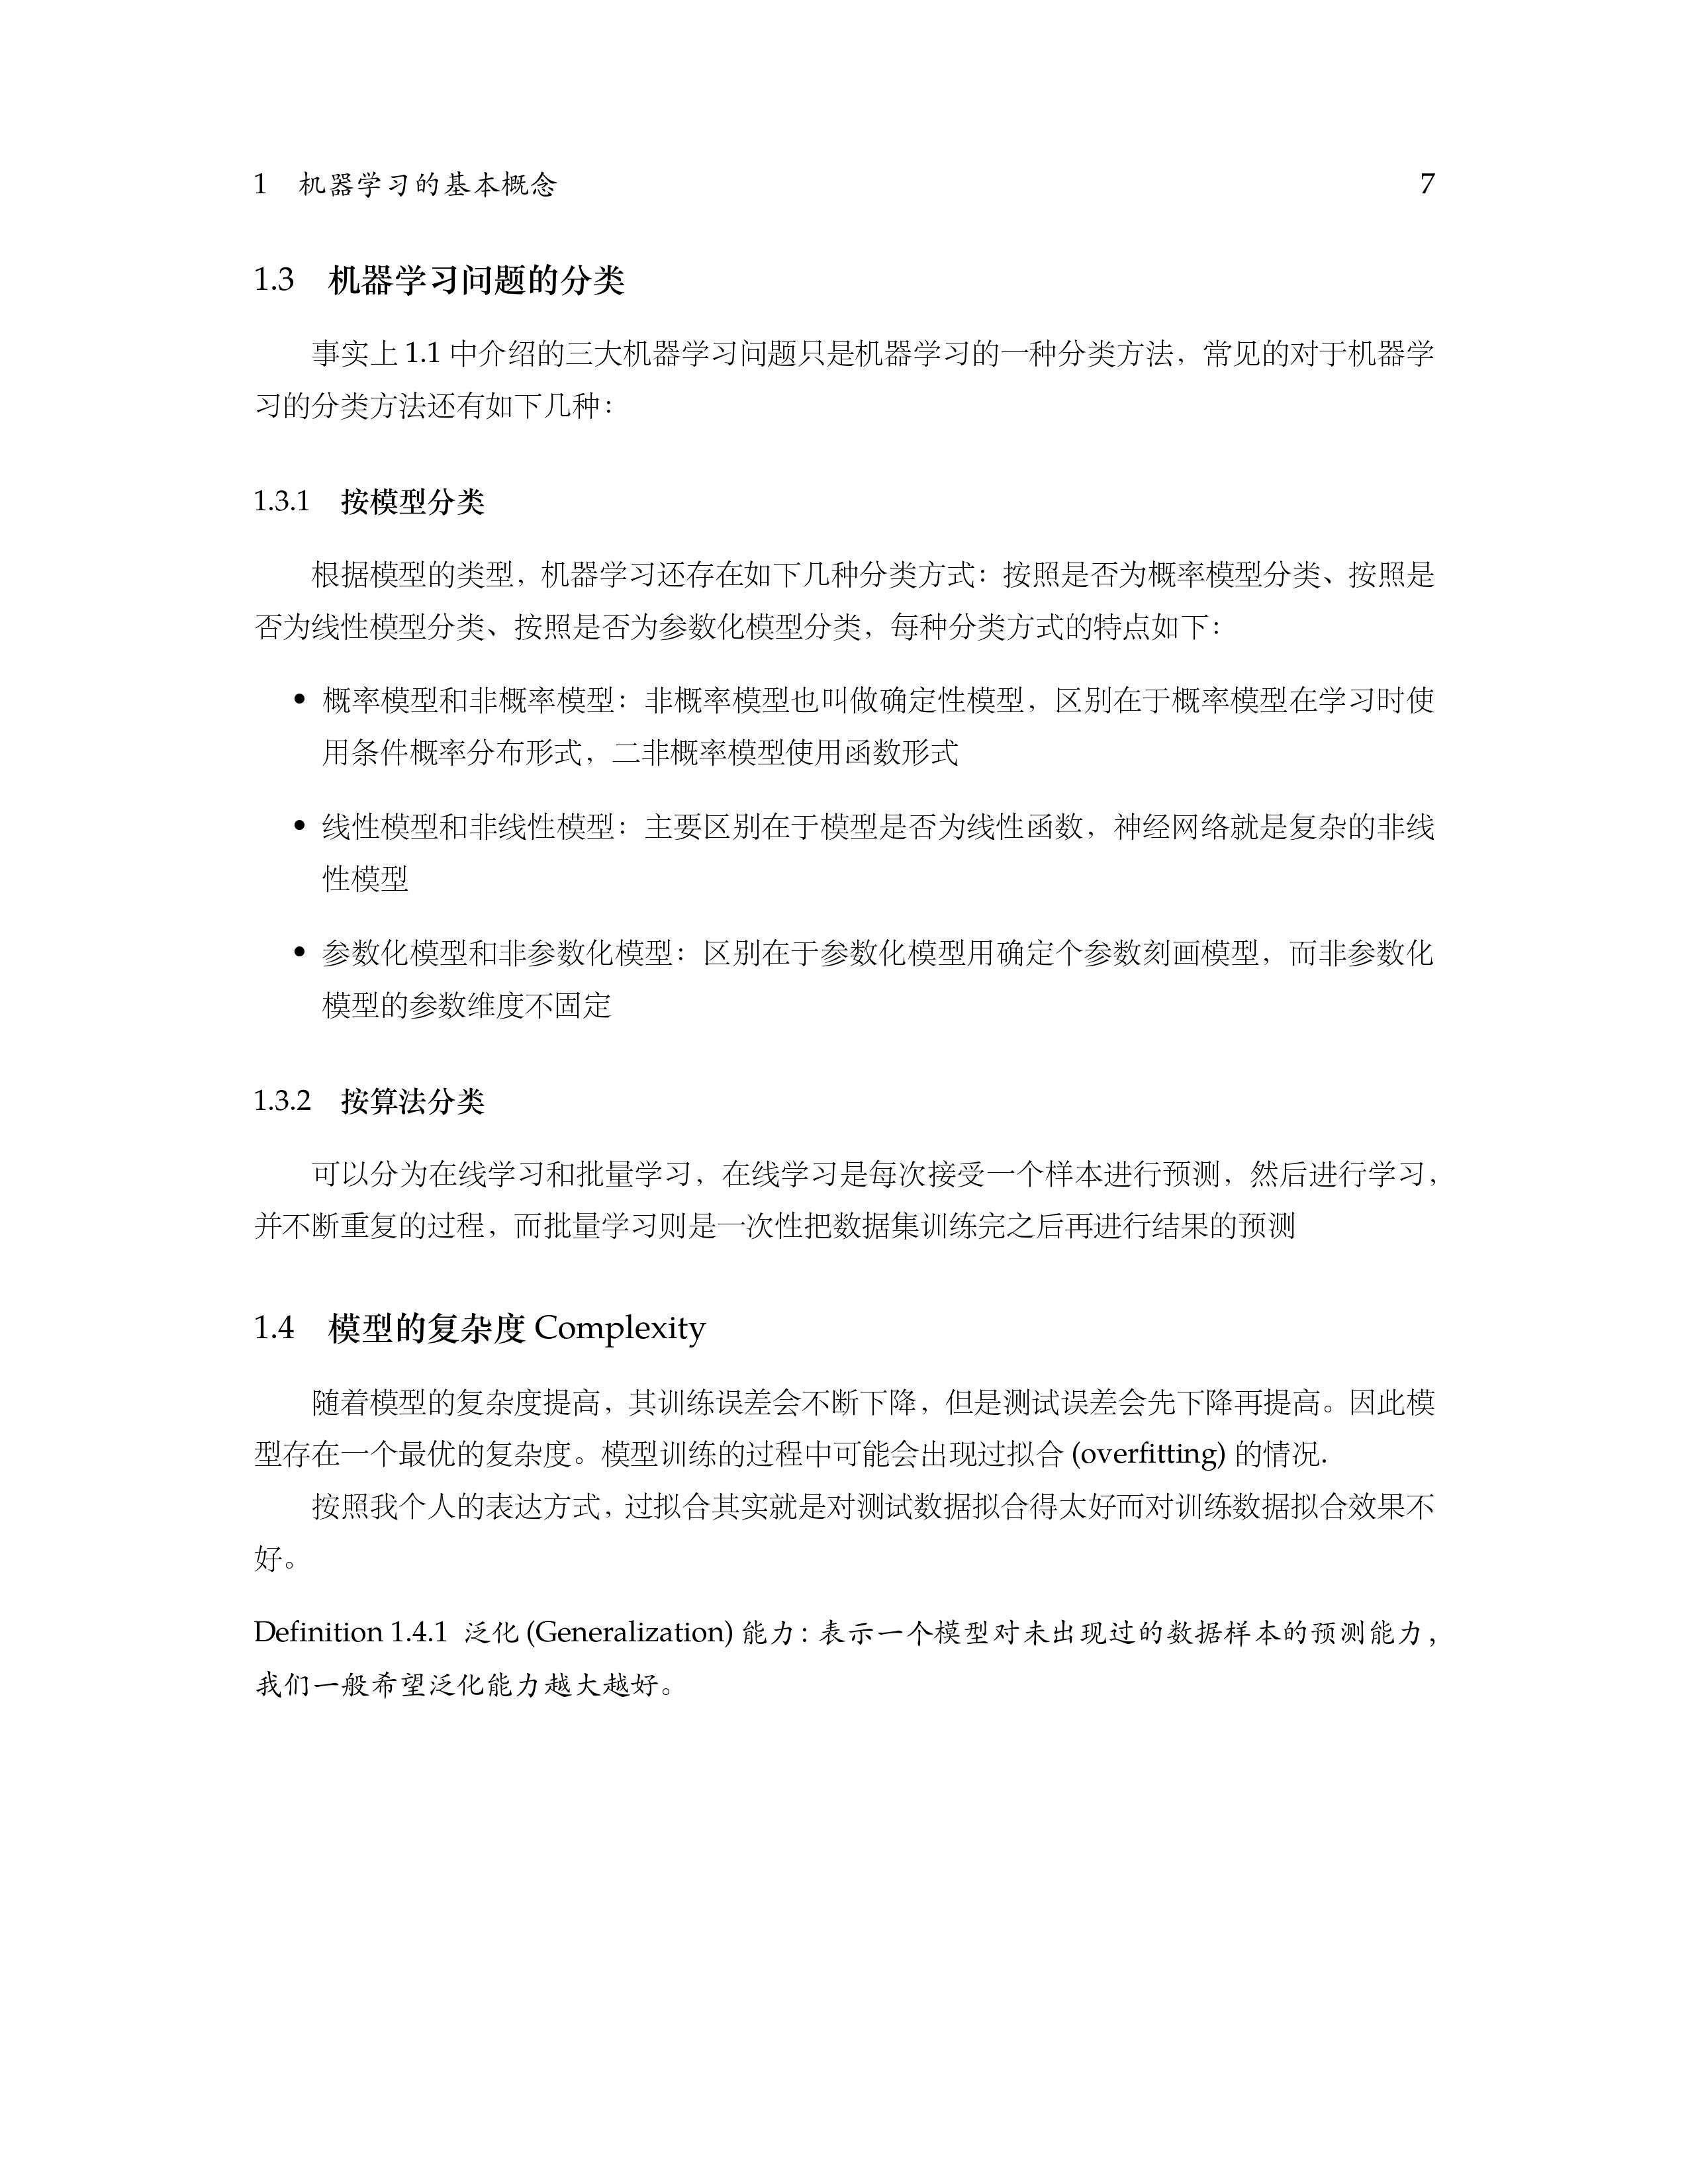 1 机器学习的基本概念 7
1.3 机器学习问题的分类
事实上 1.1 中介绍的三大机器学习问题只是机器学习的一种分类方法，常见的对于机器学
习的分类方法还有如下几种：
1.3.1 按模型分类
根据模型的类型，机器学习还存在如下几种分类方式：按照是否为概率模型分类、按照是
否为线性模型分类、按照是否为参数化模型分类，每种分类方式的特点如下：
• 概率模型和非概率模型：非概率模型也叫做确定性模型，区别在于概率模型在学习时使
用条件概率分布形式，二非概率模型使用函数形式
• 线性模型和非线性模型：主要区别在于模型是否为线性函数，神经网络就是复杂的非线
性模型
• 参数化模型和非参数化模型：区别在于参数化模型用确定个参数刻画模型，而非参数化
模型的参数维度不固定
1.3.2 按算法分类
可以分为在线学习和批量学习，在线学习是每次接受一个样本进行预测，然后进行学习，
并不断重复的过程，而批量学习则是一次性把数据集训练完之后再进行结果的预测
1.4 模型的复杂度 Complexity
随着模型的复杂度提高，其训练误差会不断下降，但是测试误差会先下降再提高。因此模
型存在一个最优的复杂度。模型训练的过程中可能会出现过拟合 (overfitting) 的情况.
按照我个人的表达方式，过拟合其实就是对测试数据拟合得太好而对训练数据拟合效果不
好。
Definition 1.4.1 泛化 (Generalization) 能力：表示一个模型对未出现过的数据样本的预测能力，
我们一般希望泛化能力越大越好。